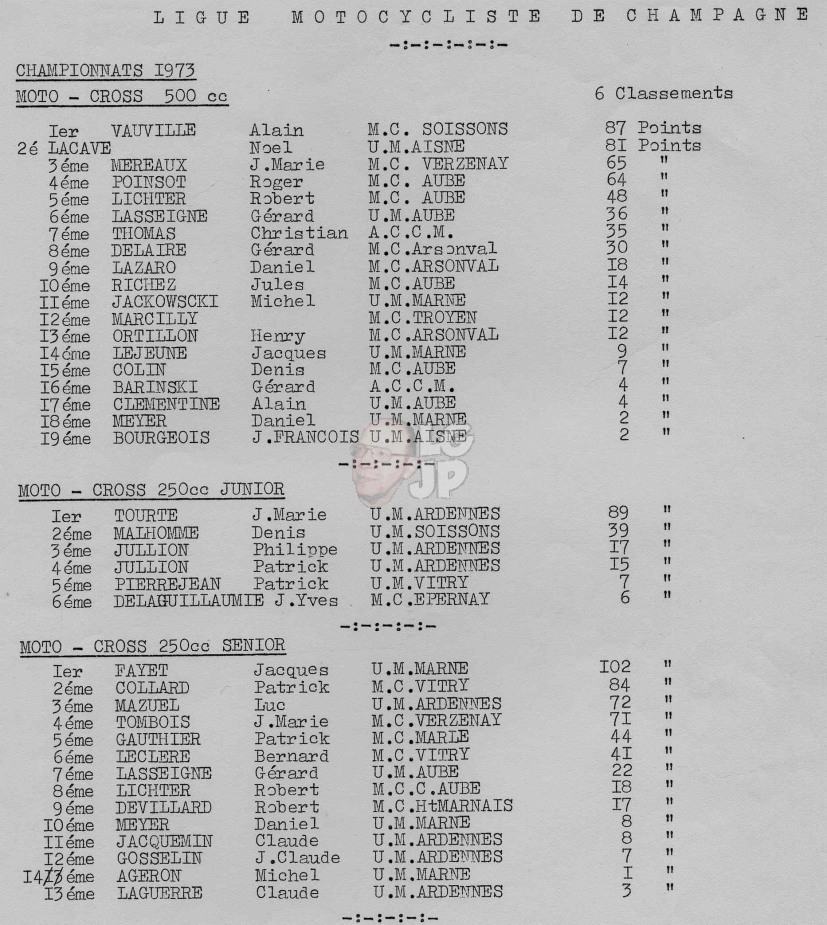 LIGUE MOTOCYCLISTE DE CHAMPAGNE
-:-:-:-:-:-
CHAMPIONNATS I973
MOTO - CROSS 500 cc 6 Classements
Ier VAUVILLE Alain M.C. SOISSONS 87 Points
2é LACAVE Noel U.M.AISNE 8I Points
3éme MEREAUX J.Marie M.C. VERZENAY 65 "
4éme POINSOT Roger M.C. AUBE 64 "
5éme LICHTER Robert M.C. AUBE 48 "
6éme LASSEIGNE Gérard U.M.AUBE 36 "
7éme THOMAS Christian A.C.C.M. 35 "
8éme DELAIRE Gérard M.C.Arsonval 30 "
9éme LAZARO Daniel M.C.ARSONVAL I8 "
I0éme RICHEZ Jules M.C.AUBE I4 "
IIéme JACKOWSCKI Michel U.M.MARNE I2 "
I2éme MARCILLY M.C.TROYEN I2 "
I3éme ORTILLON Henry M.C.ARSONVAL I2 "
I4éme LEJEUNE Jacques U.M.MARNE 9 "
I5éme COLIN Denis M.C.AUBE 7 "
I6éme BARINSKI Gérard A.C.C.M. 4 "
I7éme CLEMENTINE Alain U.M.AUBE 4 "
I8éme MEYER Daniel U.M.MARNE 2 "
I9éme BOURGEOIS J.FRANCOIS U.M.AISNE 2 "
LGJP
-:-:-:-:-
MOTO - CROSS 250cc JUNIOR
Ier TOURTE J.Marie U.M.ARDENNES 89 "
2éme MALHOMME Denis U.M.SOISSONS 39 "
3éme JULLION Philippe U.M.ARDENNES I7 "
4éme JULLION Patrick U.M.ARDENNES I5 "
5éme PIERREJEAN Patrick U.M.VITRY 7 "
6éme DELAGUILLAUMIE J.Yves M.C.EPERNAY 6 "
-:-:-:-:-
MOTO - CROSS 250cc SENIOR
Ier FAYET Jacques U.M.MARNE I02 "
2éme COLLARD Patrick M.C.VITRY 84 "
3éme MAZUEL Luc U.M.ARDENNES 72 "
4éme TOMBOIS J.Marie M.C.VERZENAY 7I "
5éme GAUTHIER Patrick M.C.MARLE 44 "
6éme LECLERE Bernard M.C.VITRY 4I "
7éme LASSEIGNE Gérard U.M.AUBE 22 "
8éme LICHTER Robert M.C.C.AUBE I8 "
9éme DEVILLARD Robert M.C.HtMARNAIS I7 "
I0éme MEYER Daniel U.M.MARNE 8 "
IIéme JACQUEMIN Claude U.M.ARDENNES 8 "
I2éme GOSSELIN J.Claude U.M.ARDENNES 7 "
I4éme AGERON Michel U.M.MARNE I "
I3éme LAGUERRE Claude U.M.ARDENNES 3 "
-:-:-:-:-